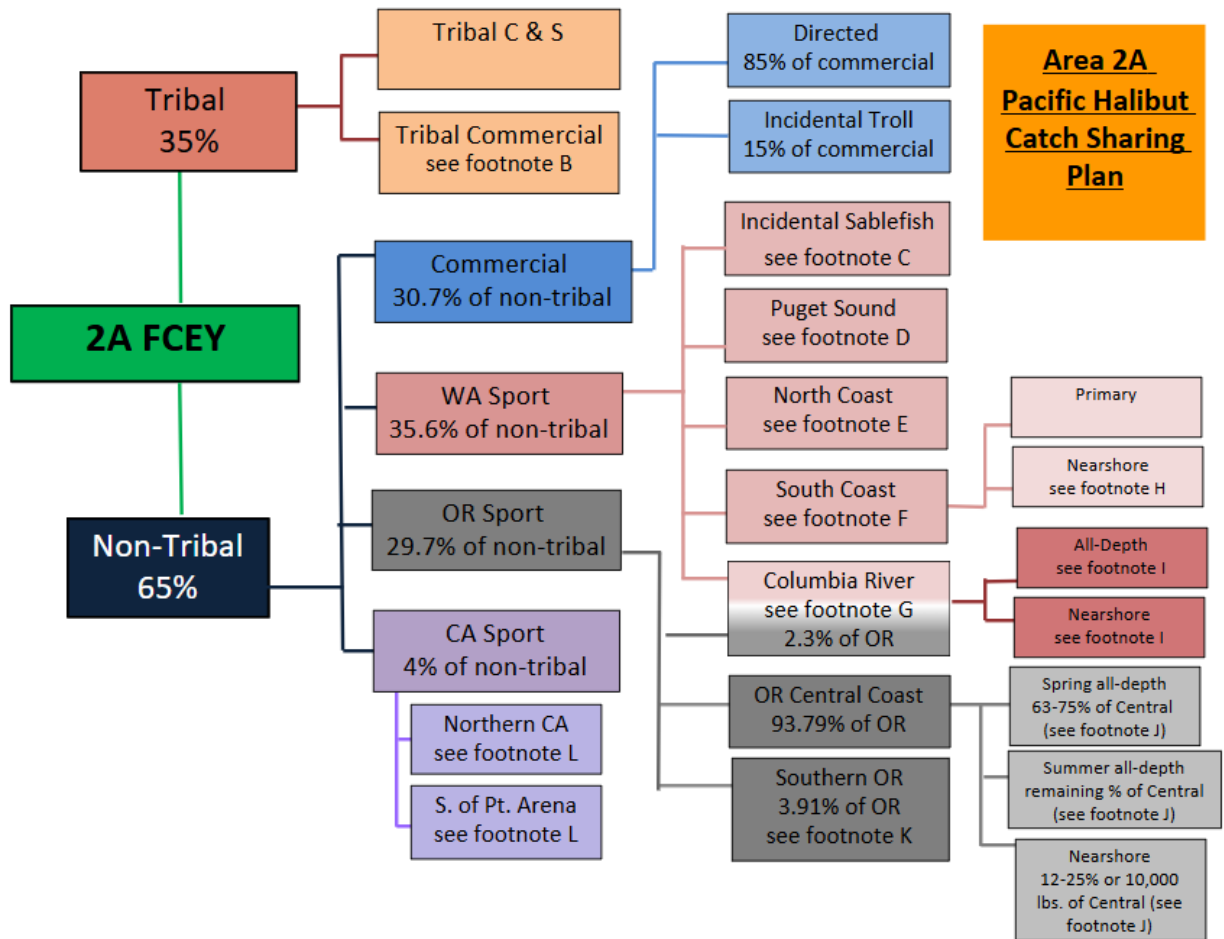 Tribal C & S
Tribal
35%
Tribal Commercial
see footnote B
Directed
85% of commercial
Incidental Troll
15% of commercial
Area 2A
Pacific Halibut
Catch Sharing
Plan
2A FCEY
Commercial
30.7% of non-tribal
Incidental Sablefish
see footnote C
Puget Sound
see footnote D
WA Sport
35.6% of non-tribal
North Coast
see footnote E
Primary
South Coast
see footnote F
Nearshore
see footnote H
Non-Tribal
65%
OR Sport
29.7% of non-tribal
Columbia River
see footnote G
2.3% of OR
All-Depth
see footnote I
Nearshore
see footnote I
CA Sport
4% of non-tribal
OR Central Coast
93.79% of OR
Spring all-depth
63-75% of Central
(see footnote J)
Northern CA
see footnote L
Southern OR
3.91% of OR
see footnote K
Summer all-depth
remaining % of Central
(see footnote J)
S. of Pt. Arena
see footnote L
Nearshore
12-25% or 10,000
lbs. of Central (see
footnote J)